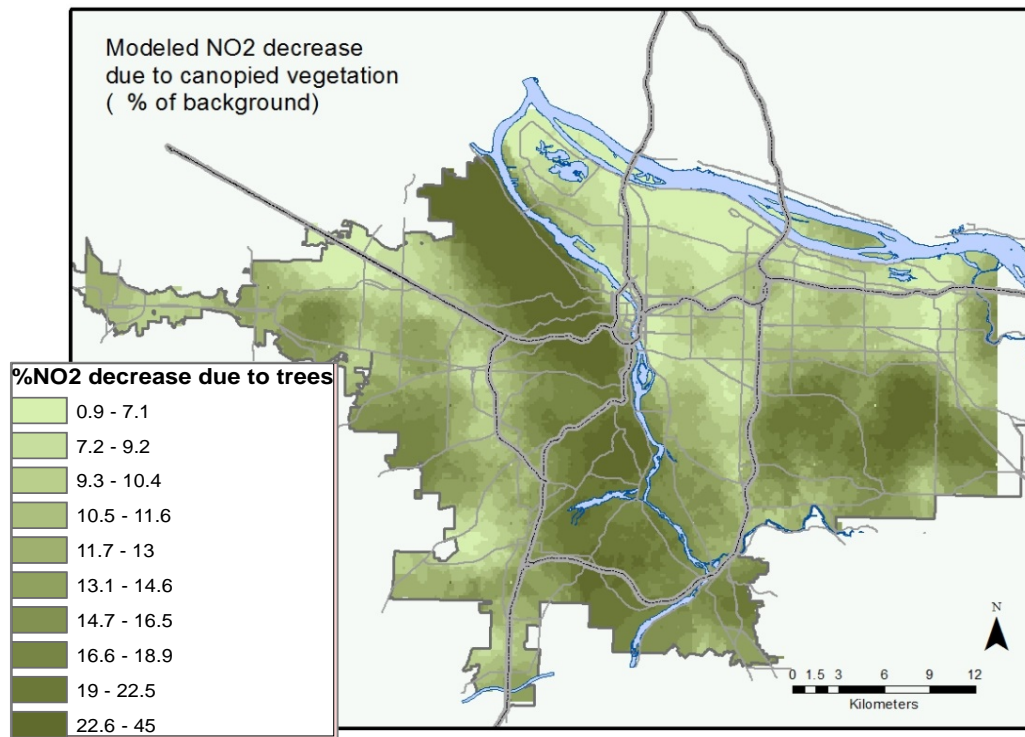 Modeled NO2 decrease
due to canopied vegetation
( % of background)
%NO2 decrease due to trees
0.9 - 7.1
7.2 - 9.2
9.3 - 10.4
10.5 - 11.6
11.7 - 13
13.1 - 14.6
14.7 - 16.5
16.6 - 18.9
19 - 22.5
22.6 - 45
N
0 1.5 3 6 9 12
Kilometers